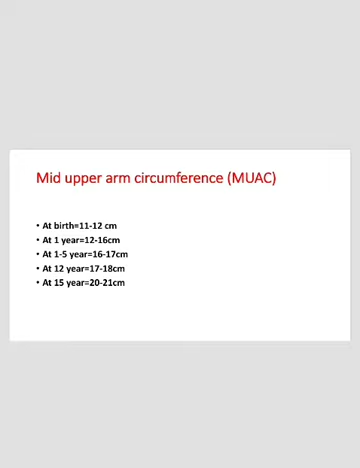 Mid upper arm circumference (MUAC)
• At birth=11-12 cm
• At 1 year=12-16cm
• At 1-5 year=16-17cm
• At 12 year=17-18cm
• At 15 year=20-21cm